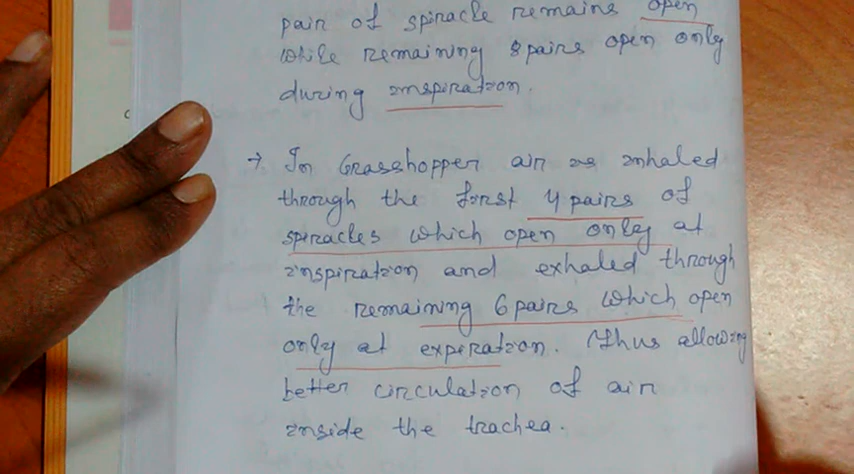 pair of spiracle remains open
while remaining 8 pairs open only
during inspiration.
→ In Grasshopper air is inhaled
through the first 4 pairs of
spiracles which open only at
inspiration and exhaled through
the remaining 6 pairs which open
only at expiration. Thus allowing
better circulation of air
inside the trachea.